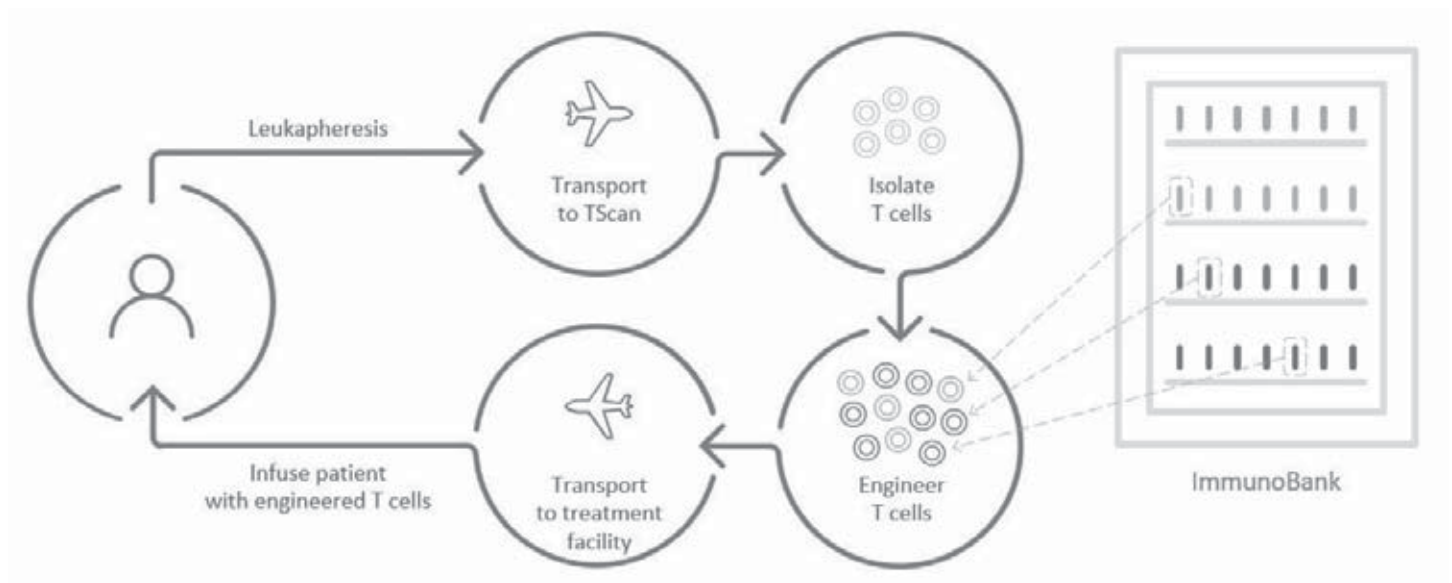 Leukapheresis
Transport
to TScan
Isolate
T cells
Engineer
T cells
ImmunoBank
Transport
to treatment
facility
Infuse patient
with engineered T cells